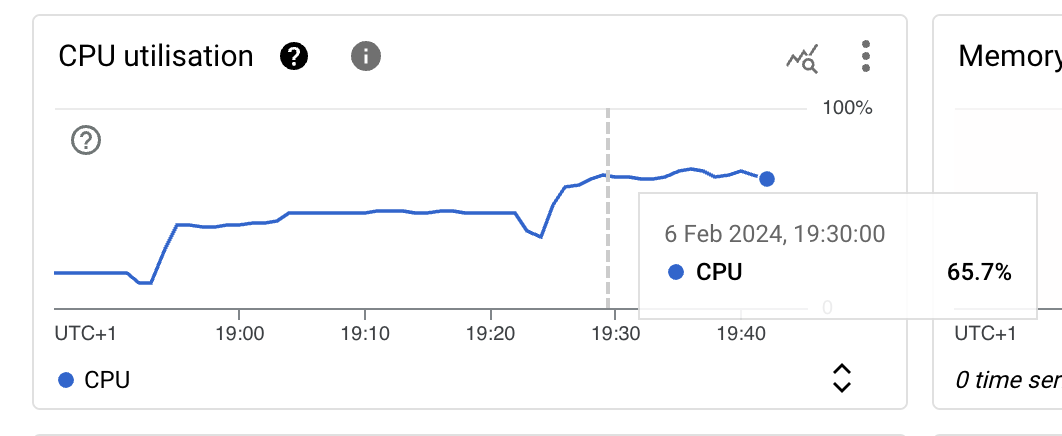 CPU utilisation
100%
6 Feb 2024, 19:30:00
CPU 65.7%
0
UTC+1 19:00 19:10 19:20 19:30 19:40
CPU
Memory
UTC+1
0 time ser